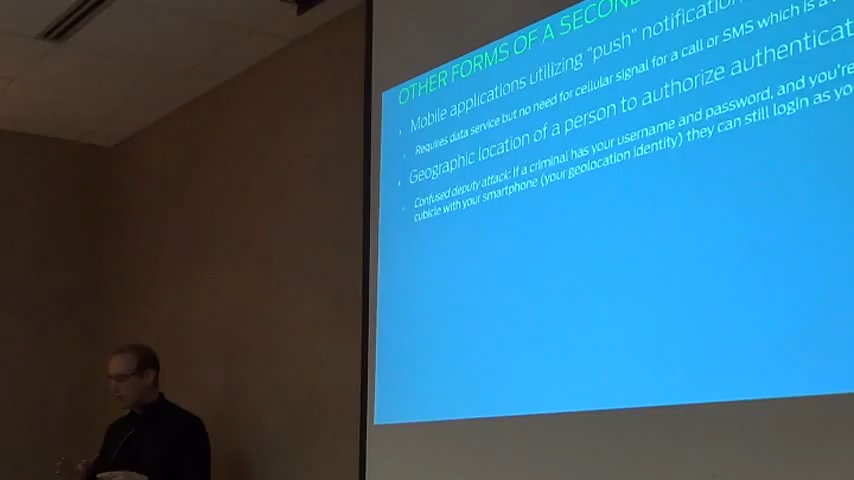 OTHER FORMS OF A SECOND
Mobile applications utilizing "push" notification
Requires data service but no need for cellular signal for a call or SMS which is a
Geographic location of a person to authorize authenticat
Confused deputy attack: If a criminal has your username and password, and you're
cubicle with your smartphone (your geolocation identity) they can still login as yo